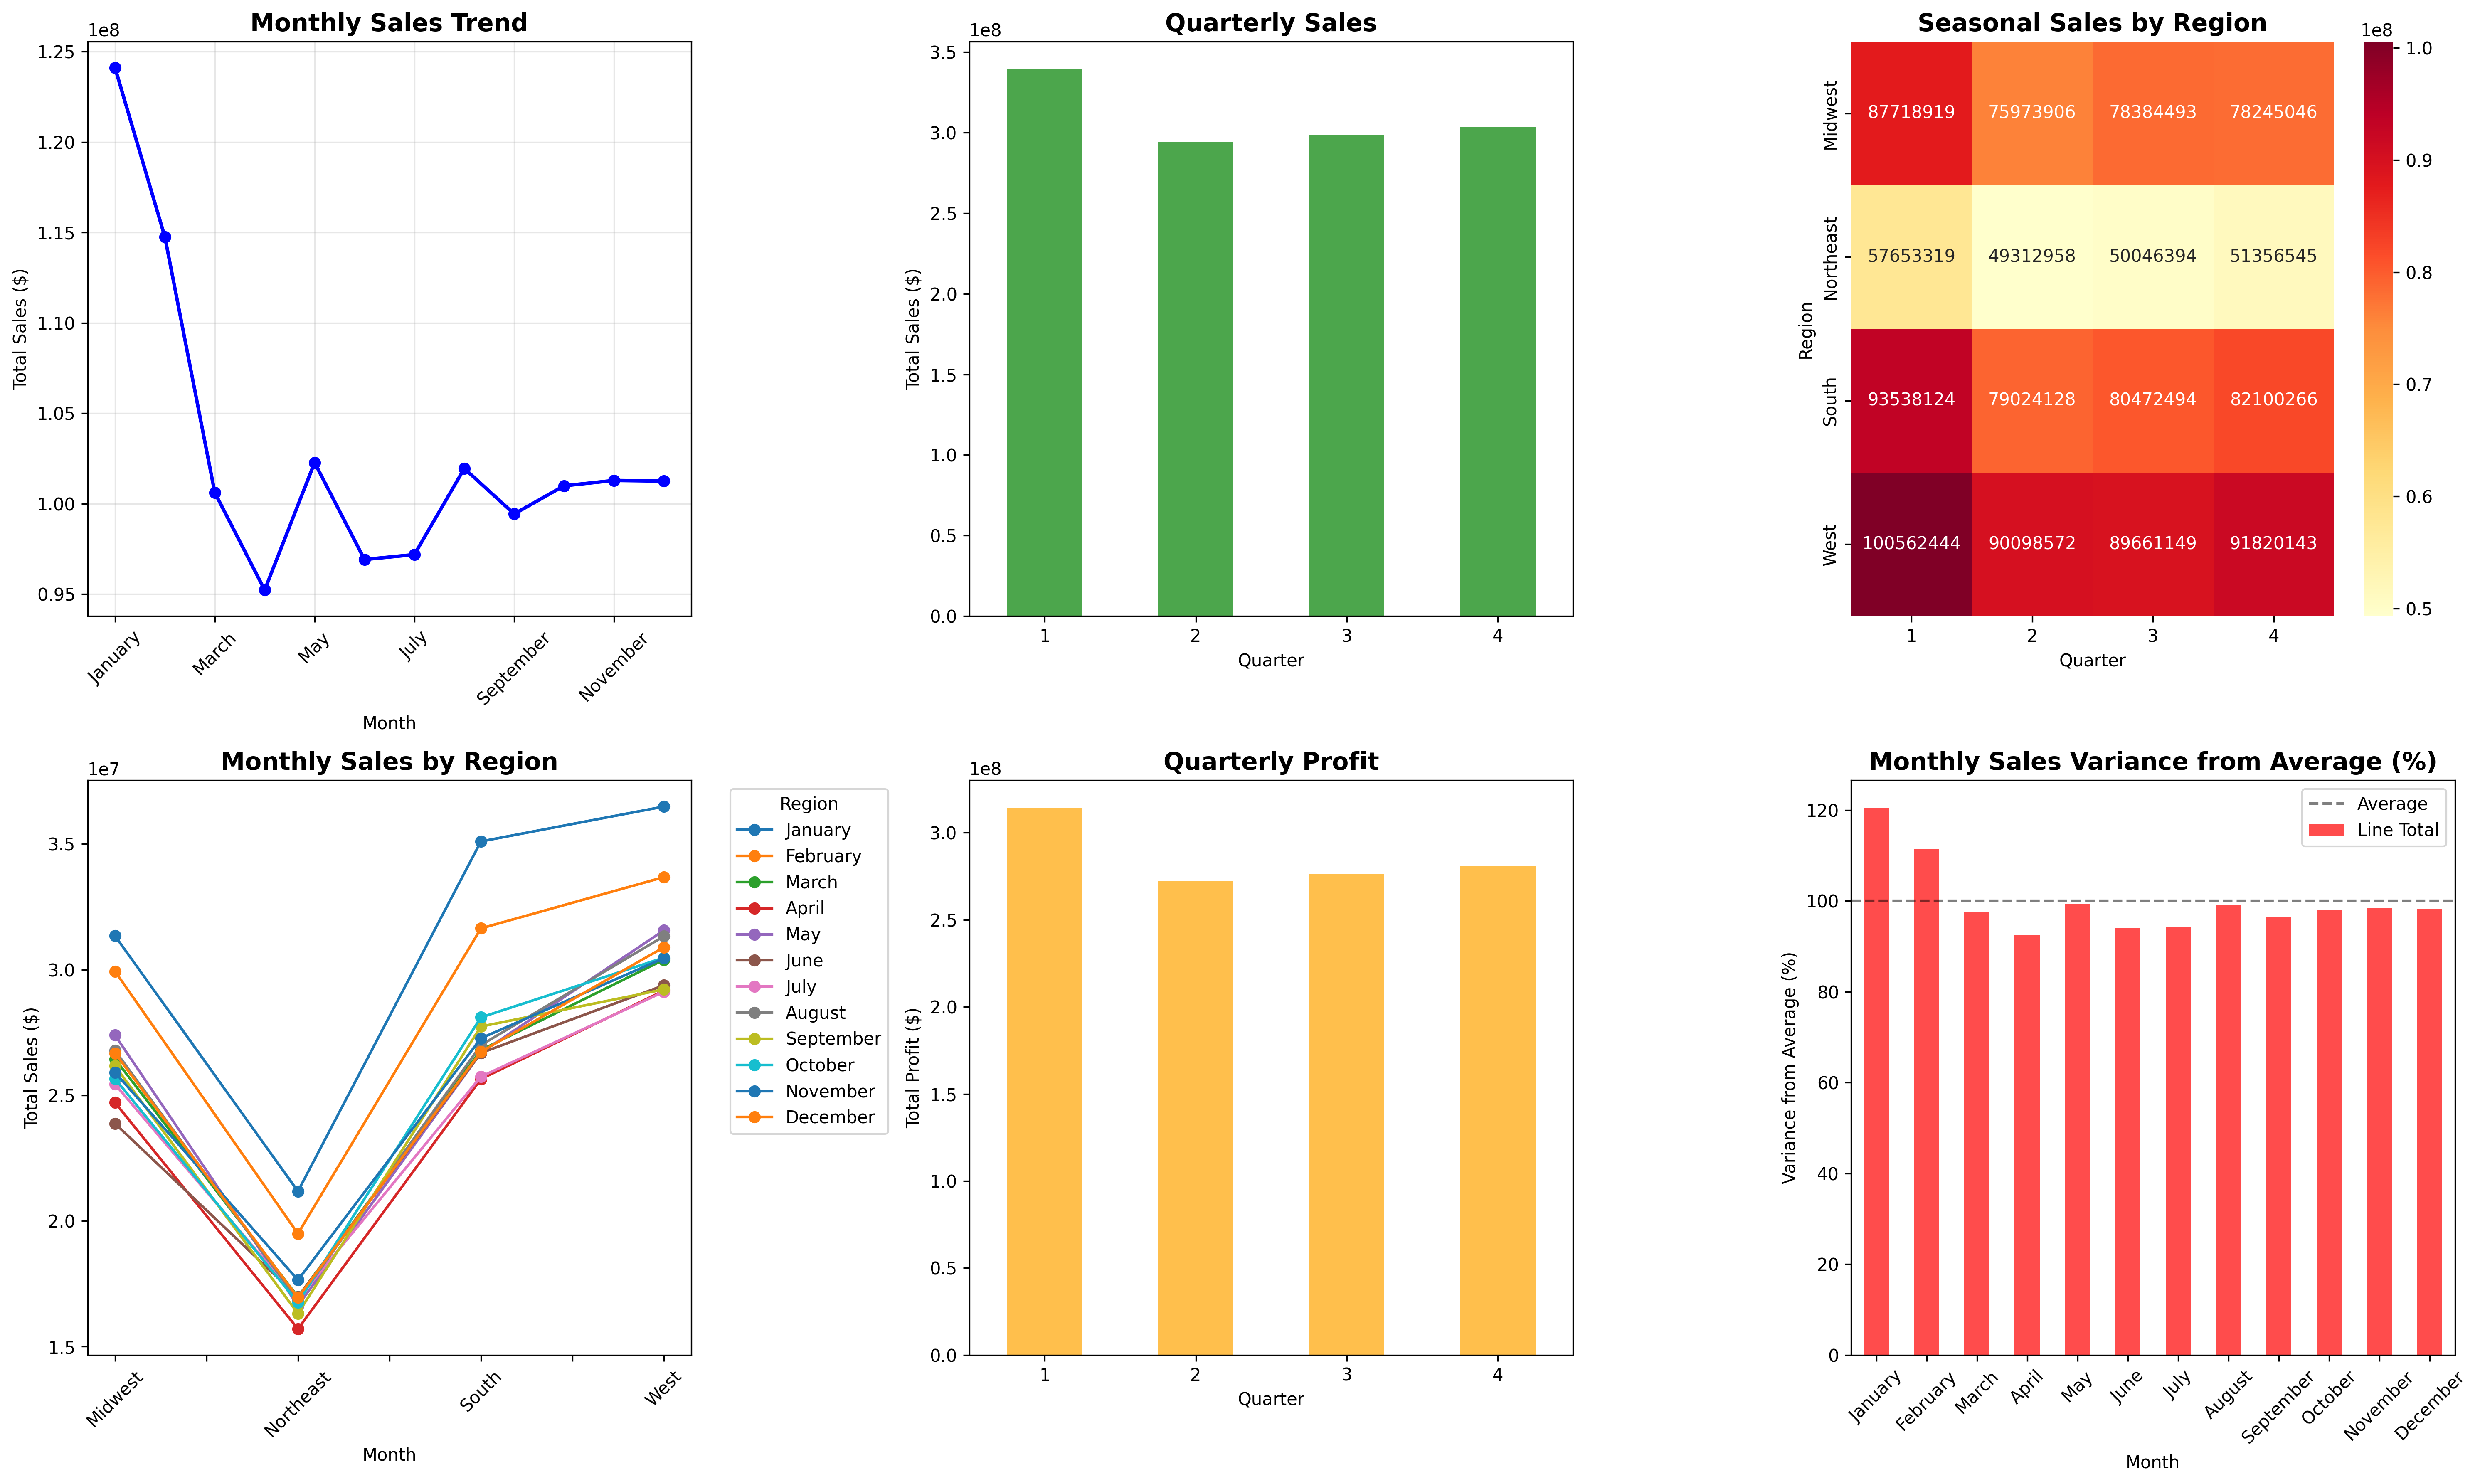 Monthly Sales Trend
1e8
1.25
1.20
1.15
1.10
1.05
1.00
0.95
Total Sales ($)
January
March
May
July
September
November
Month
Quarterly Sales
1e8
3.5
3.0
2.5
2.0
1.5
1.0
0.5
0.0
Total Sales ($)
1 2 3 4
Quarter
Seasonal Sales by Region
1e8
Midwest 87718919 75973906 78384493 78245046
Northeast 57653319 49312958 50046394 51356545
South 93538124 79024128 80472494 82100266
West 100562444 90098572 89661149 91820143
Region
1 2 3 4
Quarter
1.0
0.9
0.8
0.7
0.6
0.5
Monthly Sales by Region
1e7
3.5
3.0
2.5
2.0
1.5
Total Sales ($)
Midwest
Northeast
South
West
Month
Region
January
February
March
April
May
June
July
August
September
October
November
December
Quarterly Profit
1e8
3.0
2.5
2.0
1.5
1.0
0.5
0.0
Total Profit ($)
1 2 3 4
Quarter
Monthly Sales Variance from Average (%)
Average
Line Total
120
100
80
60
40
20
0
Variance from Average (%)
January
February
March
April
May
June
July
August
September
October
November
December
Month